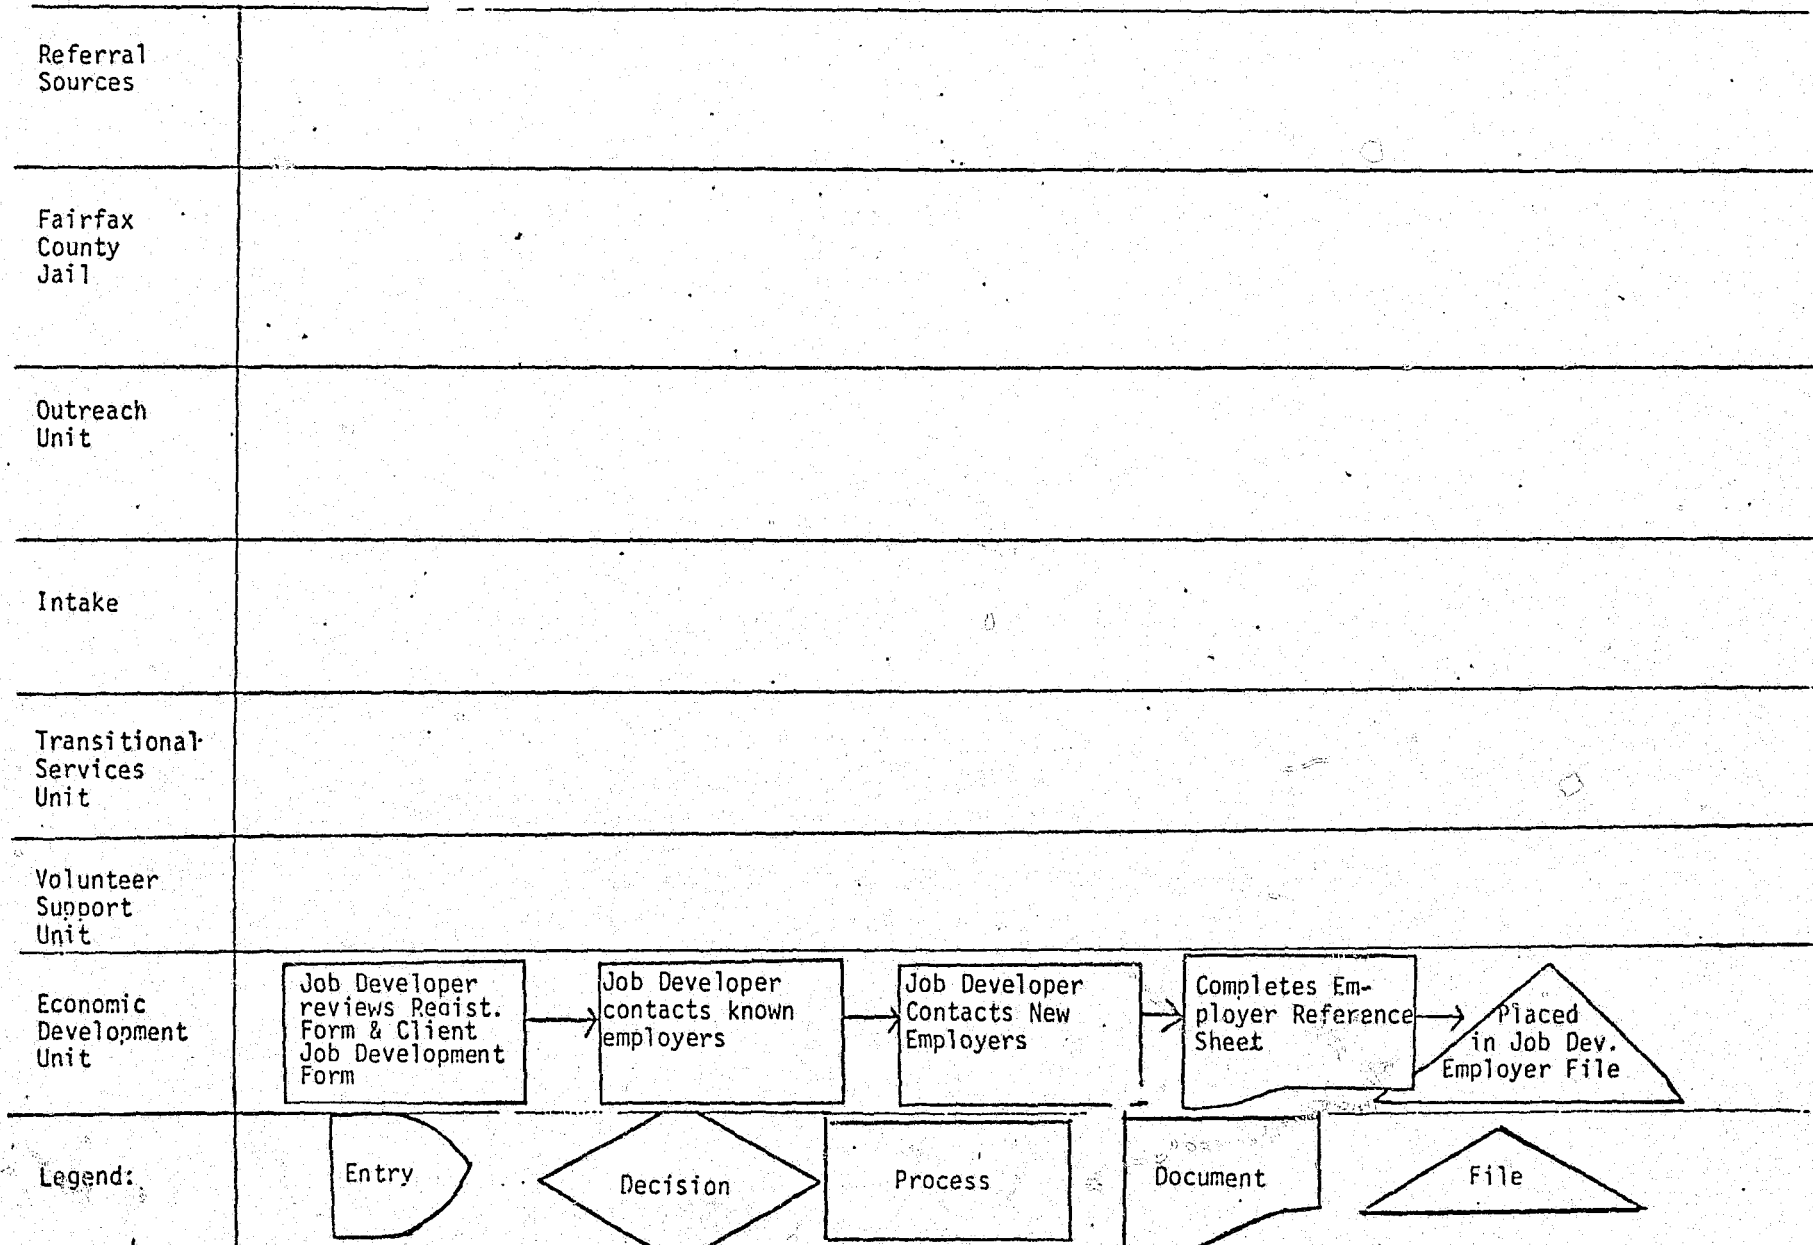 Referral
Sources
Fairfax
County
Jail
Outreach
Unit
Intake
Transitional
Services
Unit
Volunteer
Support
Unit
Economic
Development
Unit
Job Developer
reviews Regist.
Form & Client
Job Development
Form
Job Developer
contacts known
employers
Job Developer
Contacts New
Employers
Completes Em-
ployer Reference
Sheet
Placed
in Job Dev.
Employer File
Legend:
Entry
Decision
Process
Document
File